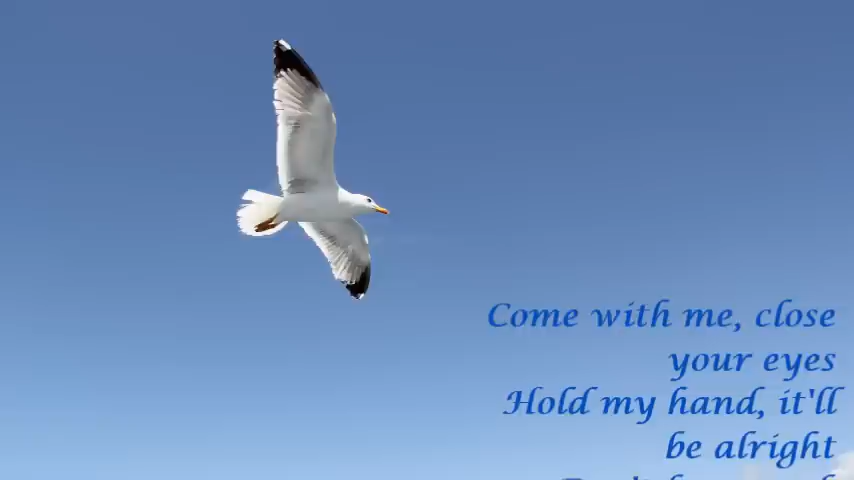 Come with me, close
your eyes
Hold my hand, it'll
be alright